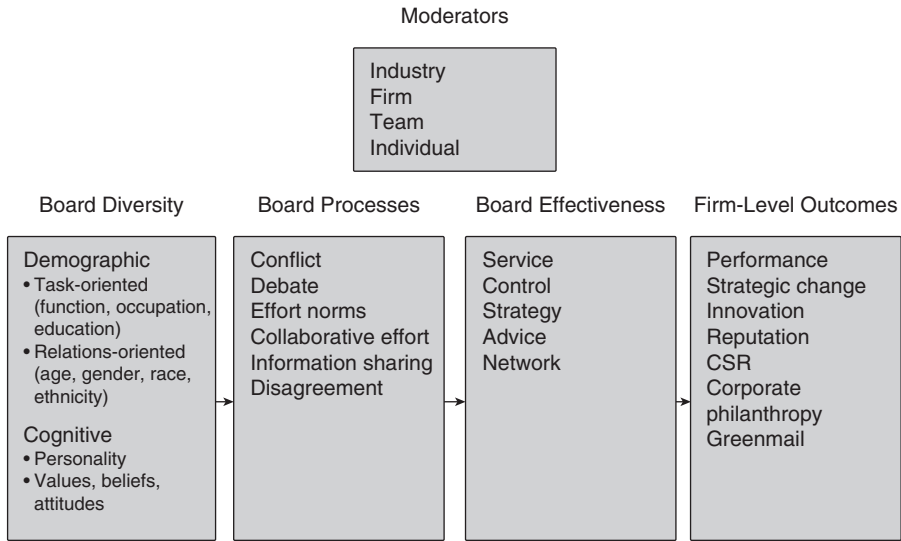 Moderators
Industry
Firm
Team
Individual
Board Diversity
Demographic
• Task-oriented
(function, occupation,
education)
• Relations-oriented
(age, gender, race,
ethnicity)
Cognitive
• Personality
• Values, beliefs,
attitudes
Board Processes
Conflict
Debate
Effort norms
Collaborative effort
Information sharing
Disagreement
Board Effectiveness
Service
Control
Strategy
Advice
Network
Firm-Level Outcomes
Performance
Strategic change
Innovation
Reputation
CSR
Corporate
philanthropy
Greenmail